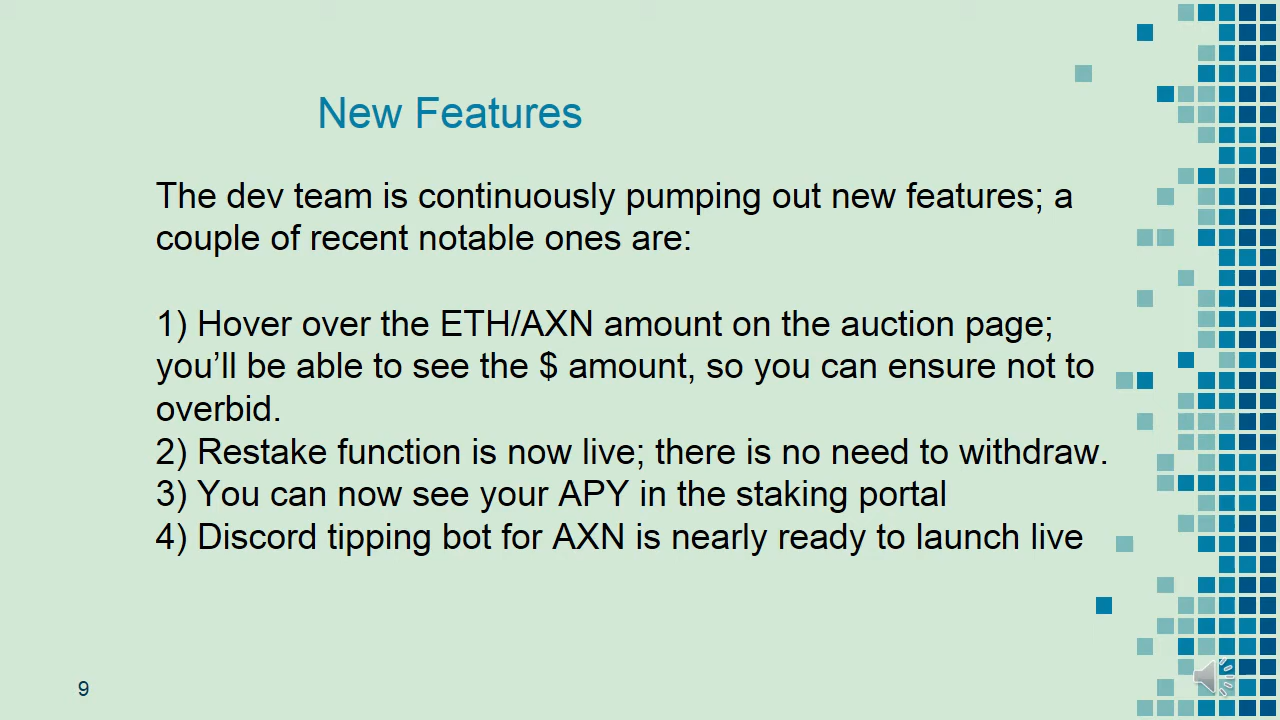 New Features
The dev team is continuously pumping out new features; a
couple of recent notable ones are:
1) Hover over the ETH/AXN amount on the auction page;
you’ll be able to see the $ amount, so you can ensure not to
overbid.
2) Restake function is now live; there is no need to withdraw.
3) You can now see your APY in the staking portal
4) Discord tipping bot for AXN is nearly ready to launch live
9